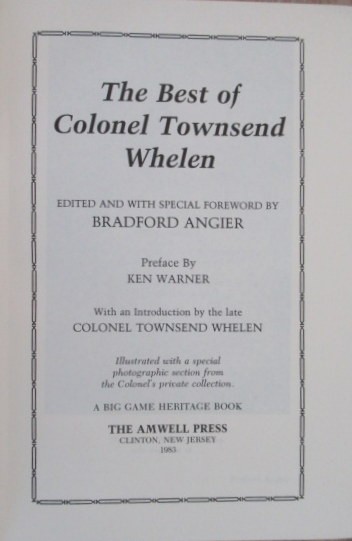 The Best of
Colonel Townsend
Whelen
EDITED AND WITH SPECIAL FOREWORD BY
BRADFORD ANGIER
Preface By
KEN WARNER
With an Introduction by the late
COLONEL TOWNSEND WHELEN
Illustrated with a special
photographic section from
the Colonel's private collection.
A BIG GAME HERITAGE BOOK
THE AMWELL PRESS
CLINTON, NEW JERSEY
1983